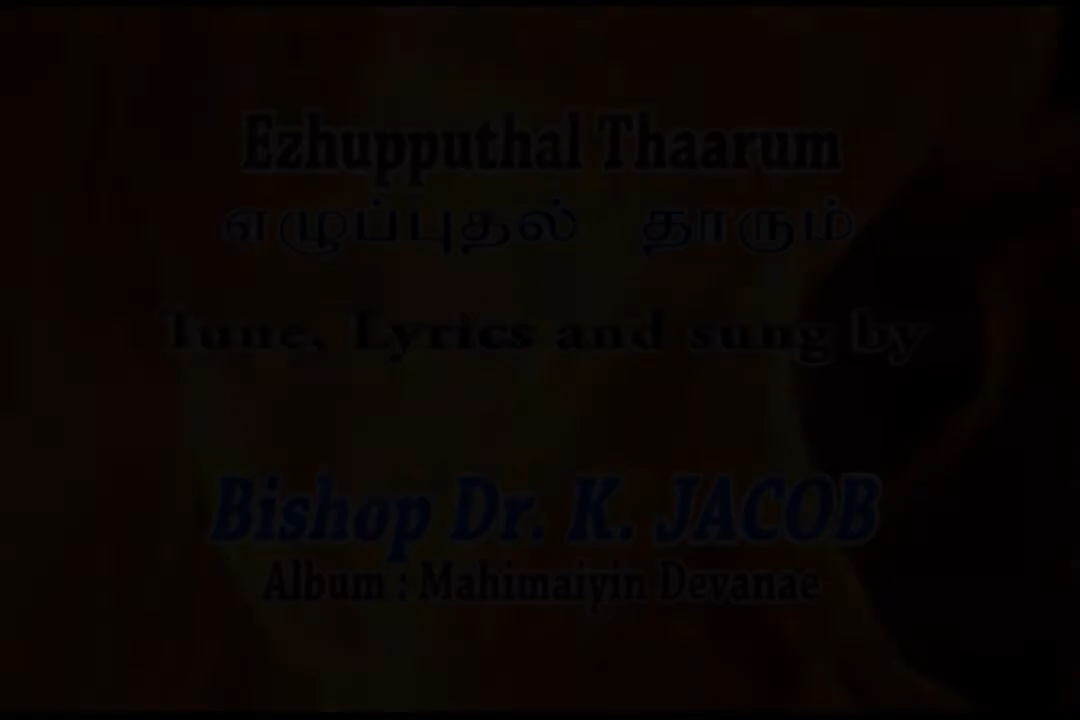 Ezhupputhal Thaarum
எழுப்புதல் தாரும்
Tune, Lyrics and sung by
Bishop Dr. K. JACOB
Album : Mahimaiyin Devanae